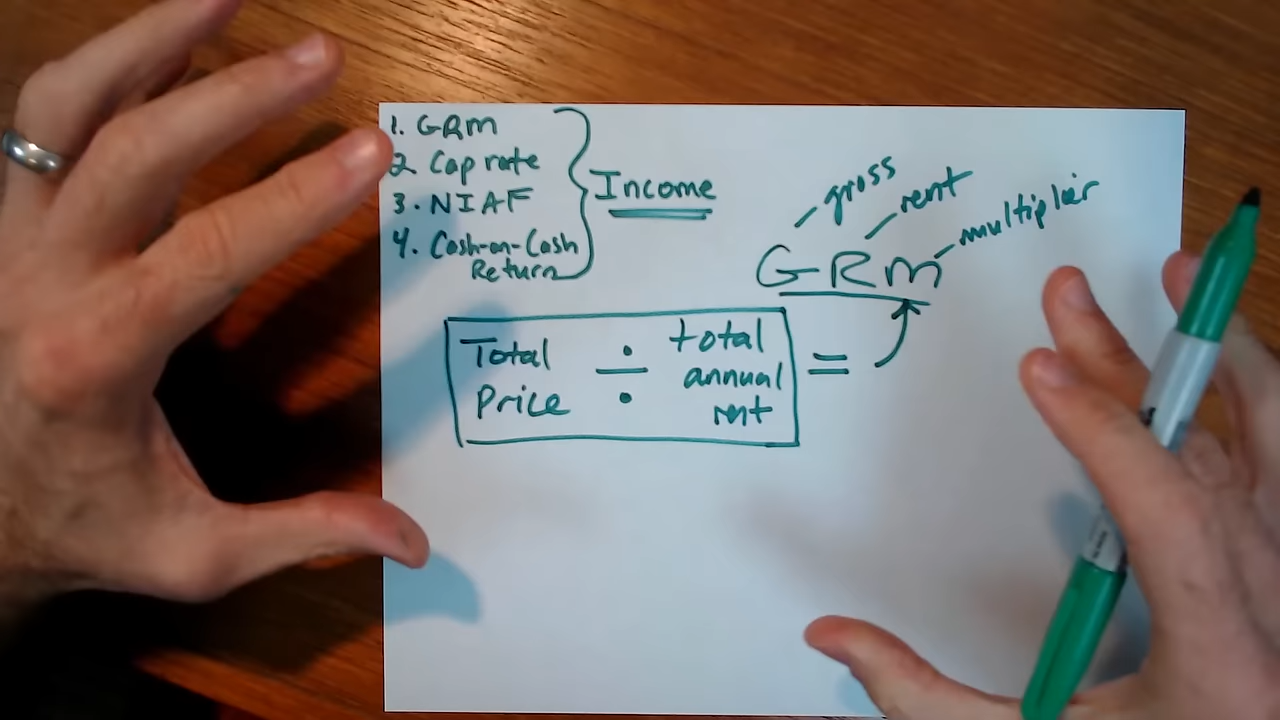 1. GRM
2. Cap rate
3. NIAF
4. Cash-on-Cash
Return
Income
gross
rent
multiplier
GRM
Total
Price
÷
total
annual
rent
=